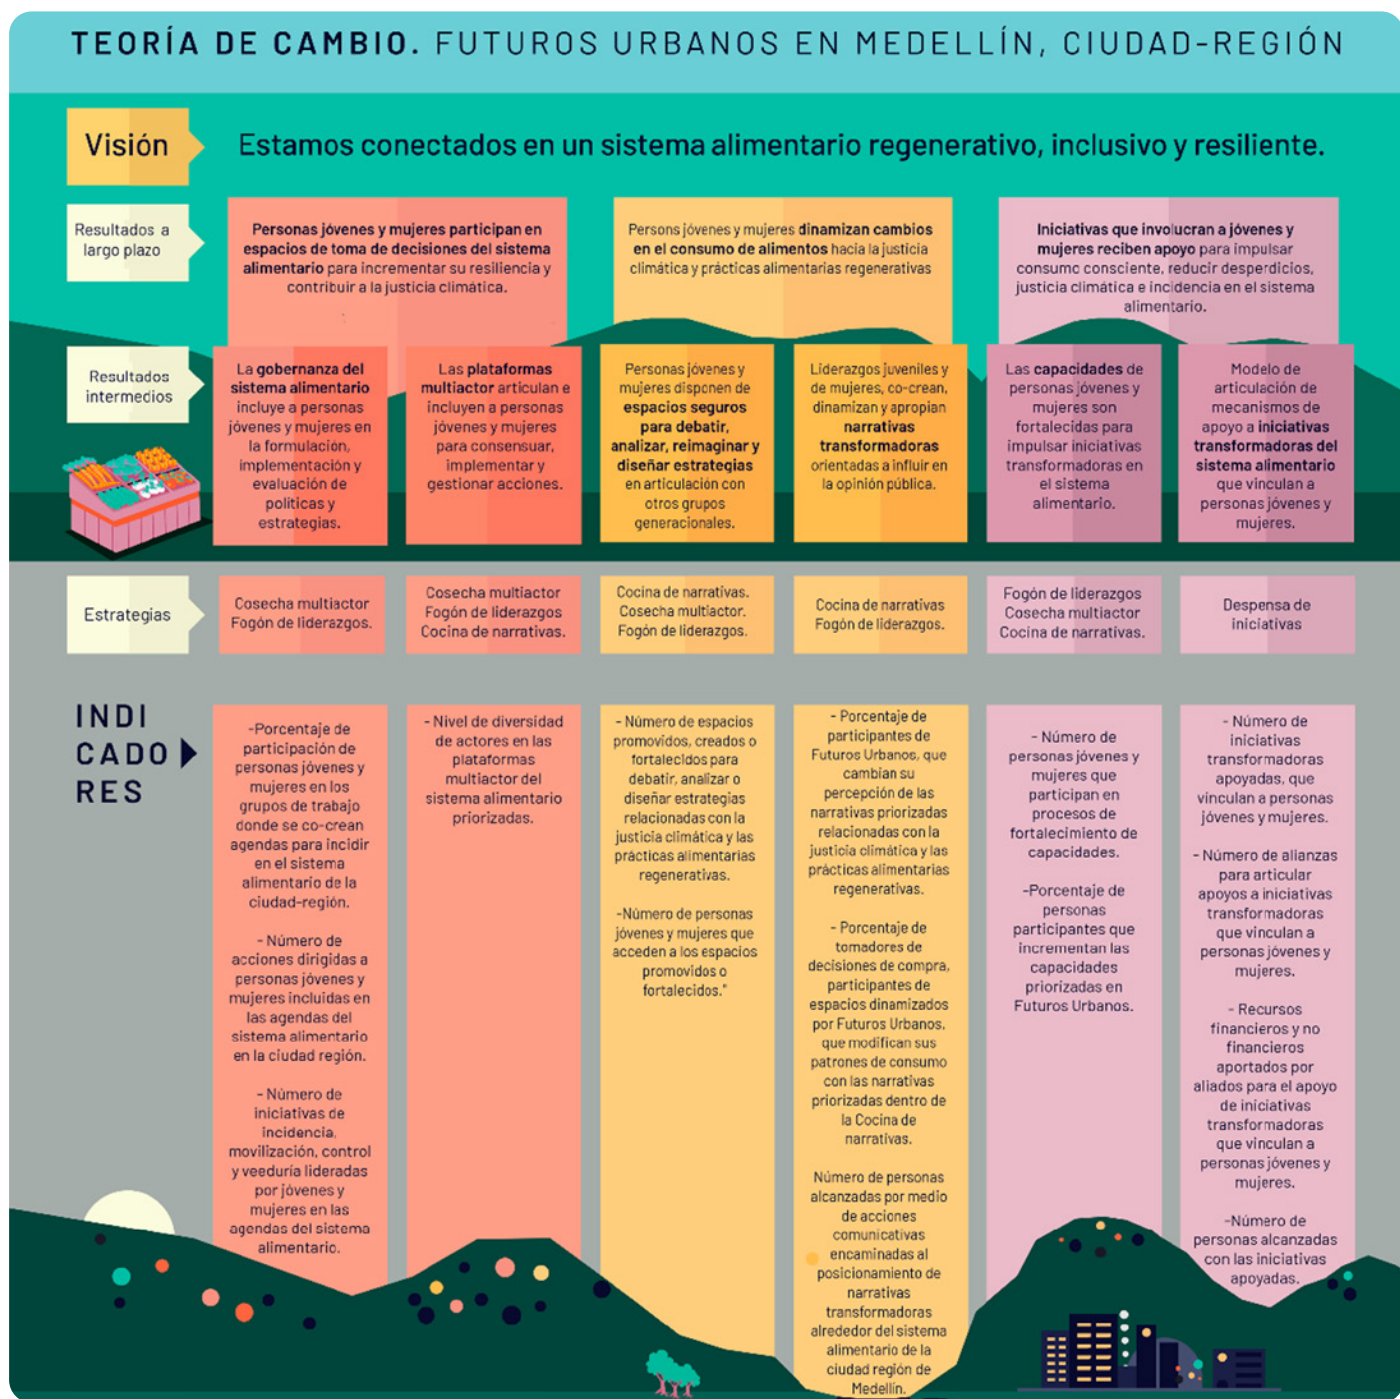 TEORÍA DE CAMBIO. FUTUROS URBANOS EN MEDELLÍN, CIUDAD-REGIÓN
Visión
Estamos conectados en un sistema alimentario regenerativo, inclusivo y resiliente.
Resultados a
largo plazo
Personas jóvenes y mujeres participan en
espacios de toma de decisiones del sistema
alimentario para incrementar su resiliencia y
contribuir a la justicia climática.
Persons jóvenes y mujeres dinamizan cambios
en el consumo de alimentos hacia la justicia
climática y prácticas alimentarias regenerativas
Iniciativas que involucran a jóvenes y
mujeres reciben apoyo para impulsar
consumo consciente, reducir desperdicios,
justicia climática e incidencia en el sistema
alimentario.
Resultados
intermedios
La gobernanza del
sistema alimentario
incluye a personas
jóvenes y mujeres en
la formulación,
implementación y
evaluación de
políticas y
estrategias.
Las plataformas
multiactor articulan e
incluyen a personas
jóvenes y mujeres
para consensuar,
implementar y
gestionar acciones.
Personas jóvenes y
mujeres disponen de
espacios seguros
para debatir,
analizar, reimaginar y
diseñar estrategias
en articulación con
otros grupos
generacionales.
Liderazgos juveniles y
de mujeres, co-crean,
dinamizan y apropian
narrativas
transformadoras
orientadas a influir en
la opinión pública.
Las capacidades de
personas jóvenes y
mujeres son
fortalecidas para
impulsar iniciativas
transformadoras en
el sistema
alimentario.
Modelo de
articulación de
mecanismos de
apoyo a iniciativas
transformadoras del
sistema alimentario
que vinculan a
personas jóvenes y
mujeres.
Estrategias
Cosecha multiactor
Fogón de liderazgos.
Cosecha multiactor
Fogón de liderazgos
Cocina de narrativas.
Cocina de narrativas.
Cosecha multiactor.
Fogón de liderazgos.
Cocina de narrativas
Fogón de liderazgos.
Fogón de liderazgos
Cosecha multiactor
Cocina de narrativas.
Despensa de
iniciativas
INDI
CADO
RES
-Porcentaje de
participación de
personas jóvenes y
mujeres en los
grupos de trabajo
donde se co-crean
agendas para incidir
en el sistema
alimentario de la
ciudad-región.
- Número de
acciones dirigidas a
personas jóvenes y
mujeres incluidas en
las agendas del
sistema alimentario
en la ciudad región.
- Número de
iniciativas de
incidencia,
movilización, control
y veeduría lideradas
por jóvenes y
mujeres en las
agendas del sistema
alimentario.
- Nivel de diversidad
de actores en las
plataformas
multiactor del
sistema alimentario
priorizadas.
- Número de espacios
promovidos, creados o
fortalecidos para
debatir, analizar o
diseñar estrategias
relacionadas con la
justicia climática y las
prácticas alimentarias
regenerativas.
-Número de personas
jóvenes y mujeres que
acceden a los espacios
promovidos o
fortalecidos."
- Porcentaje de
participantes de
Futuros Urbanos, que
cambian su
percepción de las
narrativas priorizadas
relacionadas con la
justicia climática y las
prácticas alimentarias
regenerativas.
- Porcentaje de
tomadores de
decisiones de compra,
participantes de
espacios dinamizados
por Futuros Urbanos,
que modifican sus
patrones de consumo
con las narrativas
priorizadas dentro de
la Cocina de
narrativas.
Número de personas
alcanzadas por medio
de acciones
comunicativas
encaminadas al
posicionamiento de
narrativas
transformadoras
alrededor del sistema
alimentario de la
ciudad región de
Medellín.
- Número de
personas jóvenes y
mujeres que
participan en
procesos de
fortalecimiento de
capacidades.
-Porcentaje de
personas
participantes que
incrementan las
capacidades
priorizadas en
Futuros Urbanos.
- Número de
iniciativas
transformadoras
apoyadas, que
vinculan a personas
jóvenes y mujeres.
- Número de alianzas
para articular
apoyos a iniciativas
transformadoras
que vinculan a
personas jóvenes y
mujeres.
- Recursos
financieros y no
financieros
aportados por
aliados para el apoyo
de iniciativas
transformadoras
que vinculan a
personas jóvenes y
mujeres.
-Número de
personas alcanzadas
con las iniciativas
apoyadas.